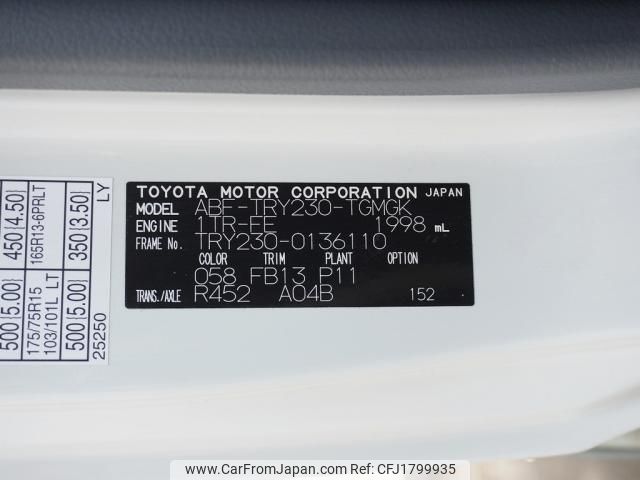 TOYOTA MOTOR CORPORATION JAPAN
MODEL ABF-TRY230-TGMGK
ENGINE 1TR-FE 1998 mL
FRAME No. TRY230-0136110
COLOR TRIM PLANT OPTION
058 FB13 P11
TRANS./AXLE R452 A04B 152
450 (4.50)
165R13-6PRLT
350 (3.50)
LY
500 (5.00)
175/75R15
103/101L LT
500 (5.00)
25250
http://www.carfromjapan.com CFJ1799935